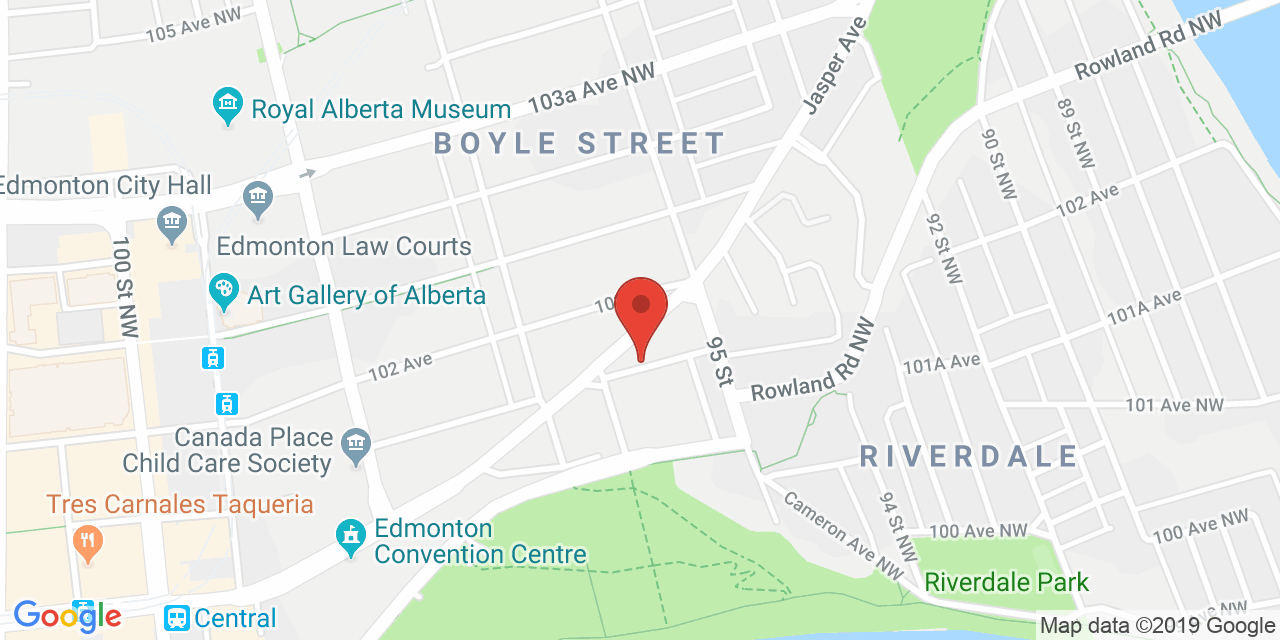 105 Ave NW
Rowland Rd NW
Jasper Ave
103a Ave NW
Royal Alberta Museum
BOYLE STREET
89 St NW
90 St NW
Edmonton City Hall
102 Ave
92 St NW
100 St NW
Edmonton Law Courts
Art Gallery of Alberta
10
101A Ave
95 St
102 Ave
101A Ave
Rowland Rd NW
101 Ave NW
Canada Place
Child Care Society
RIVERDALE
Tres Carnales Taqueria
Cameron Ave NW
94 St NW
100 Ave NW
100 Ave NW
Edmonton
Convention Centre
Riverdale Park
Google
Central
Ave NW
Map data ©2019 Google